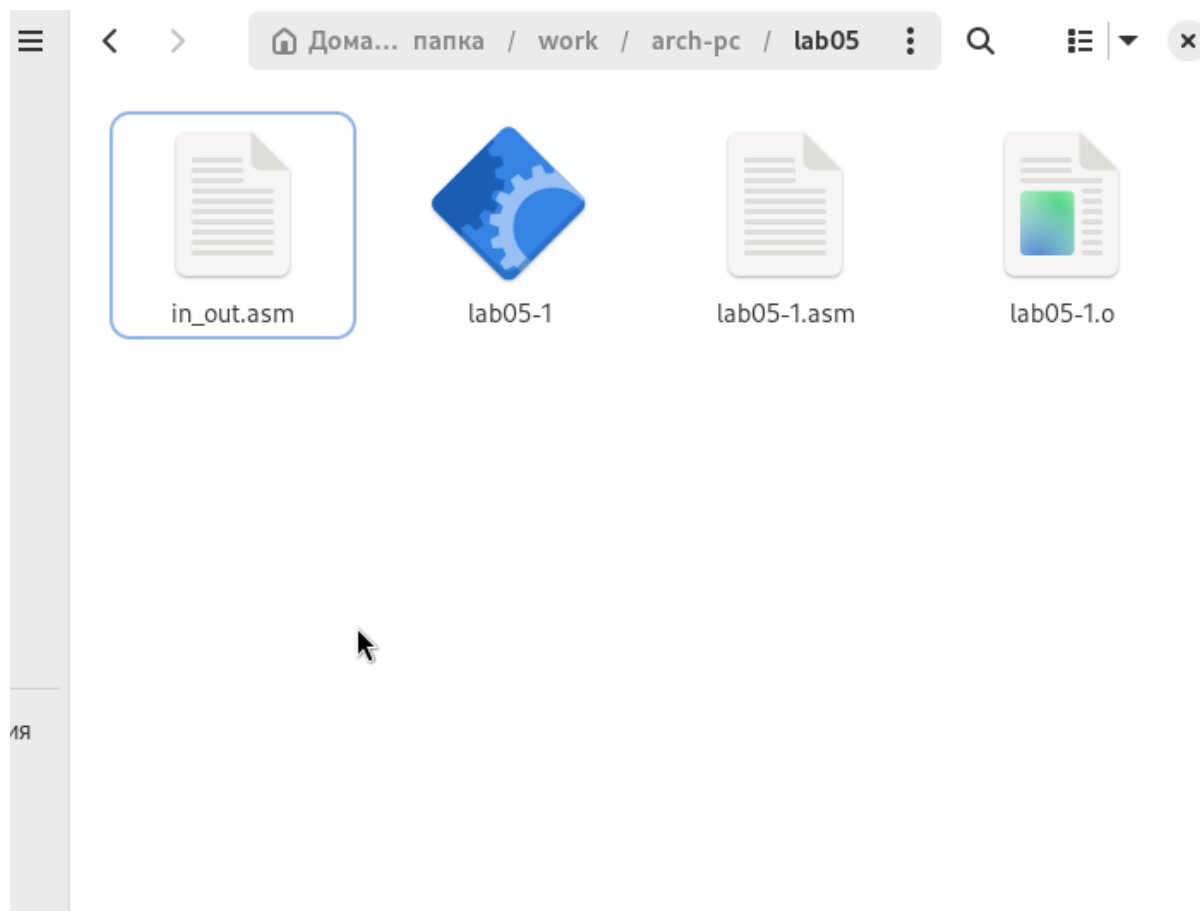 Дома... папка / work / arch-pc / lab05
in_out.asm
lab05-1
lab05-1.asm
lab05-1.o
ия